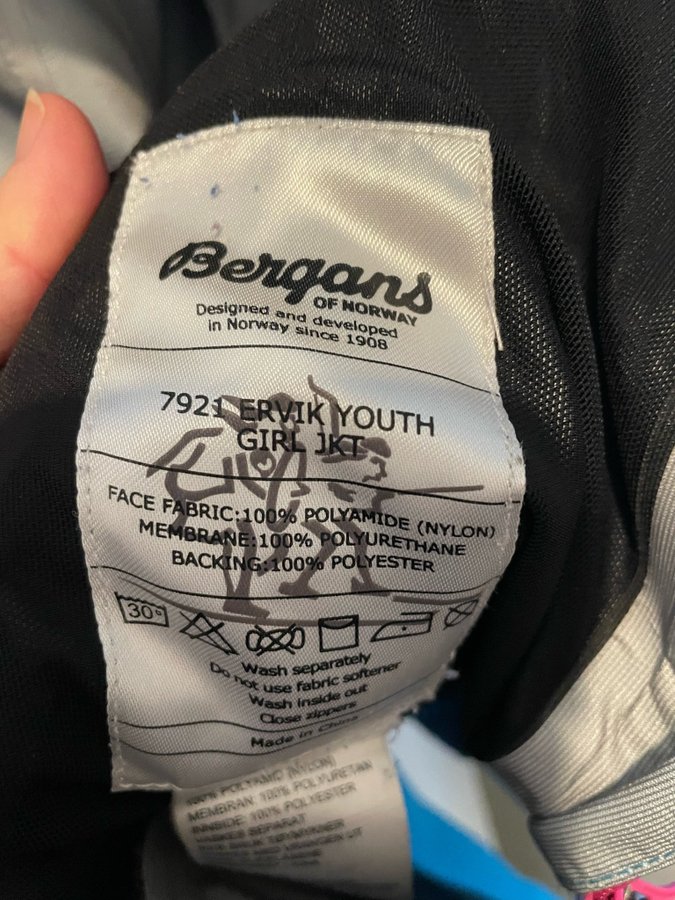 Bergans
OF NORWAY
Designed and developed
in Norway since 1908
7921 ERVIK YOUTH
GIRL JKT
FACE FABRIC:100% POLYAMIDE (NYLON)
MEMBRANE:100% POLYURETHANE
BACKING:100% POLYESTER
30°
Wash separately
Do not use fabric softener
Wash inside out
Close zippers
Made in China
100% POLYAMID (NYLON)
MEMBRAN 100% POLYURETAN
INNSIDE: 100% POLYESTER
VASKES SEPARAT